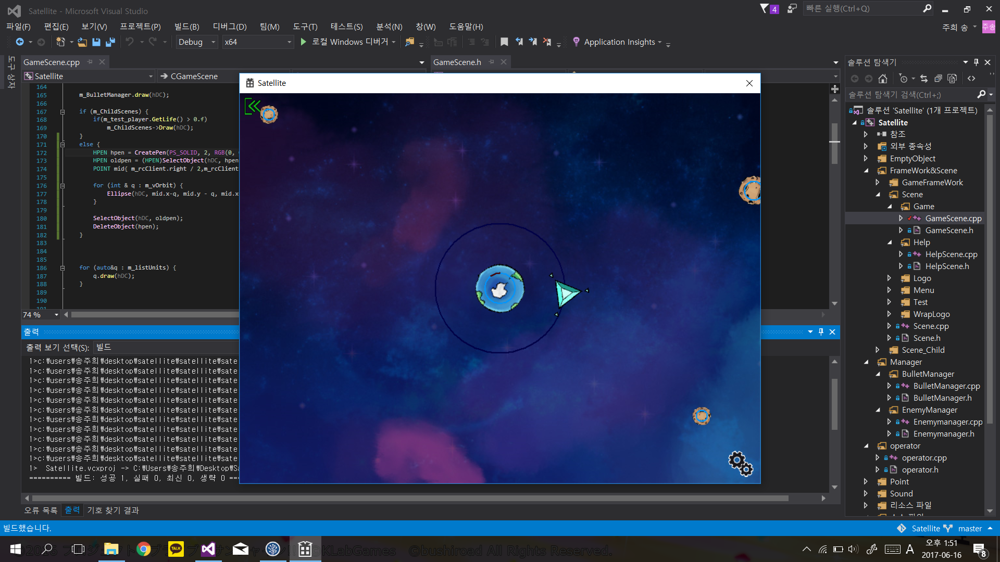 Satellite - Microsoft Visual Studio
4
빠른 실행(Ctrl+Q)
파일(F) 편집(E) 보기(V) 프로젝트(P) 빌드(B) 디버그(D) 팀(M) 도구(T) 테스트(S) 분석(N) 창(W) 도움말(H)
주희 송
주송
Debug x64 로컬 Windows 디버거 Application Insights
도구 상자
GameScene.cpp
GameScene.h
Satellite
CGameScene
164
165 m_BulletManager.draw(hDC);
166
167 if (m_ChildScenes) {
168 if(m_test_player.GetLife() > 0.f)
169 m_ChildScenes->Draw(hDC);
170 }
171 else {
172 HPEN hpen = CreatePen(PS_SOLID, 2, RGB(0,
173 HPEN oldpen = (HPEN)SelectObject(hDC, hpen
174 POINT mid{ m_rcClient.right / 2,m_rcClient
175
176 for (int & q : m_vOrbit) {
177 Ellipse(hDC, mid.x-q, mid.y - q, mid.x
178 }
179
180 SelectObject(hDC, oldpen);
181 DeleteObject(hpen);
182 }
183
184
185
186 for (auto&q : m_listUnits) {
187 q.draw(hDC);
188 }
189
190
191
74 %
Satellite
출력
출력 보기 선택(S): 빌드
1>c:\users\송주희\desktop\satellite\satellite\sate
1>c:\users\송주희\desktop\satellite\satellite\sate
1>c:\users\송주희\desktop\satellite\satellite\sate
1>c:\users\송주희\desktop\satellite\satellite\sate
1>c:\users\송주희\desktop\satellite\satellite\sate
1>c:\users\송주희\desktop\satellite\satellite\sate
1>c:\users\송주희\desktop\satellite\satellite\sate
1>c:\users\송주희\desktop\satellite\satellite\sate
1>c:\users\송주희\desktop\satellite\satellite\sate
1>c:\users\송주희\desktop\satellite\satellite\sate
1>c:\users\송주희\desktop\satellite\satellite\sate
1> Satellite.vcxproj -> C:\Users\송주희\Desktop\Sa
========== 빌드: 성공 1, 실패 0, 최신 0, 생략 0 ==
오류 목록 출력 기호 찾기 결과
솔루션 탐색기
솔루션 탐색기 검색(Ctrl+;)
솔루션 'Satellite' (1개 프로젝트)
Satellite
참조
외부 종속성
EmptyObject
FrameWork&Scene
GameFrameWork
Scene
Game
GameScene.cpp
GameScene.h
Help
HelpScene.cpp
HelpScene.h
Logo
Menu
Test
WrapLogo
Scene.cpp
Scene.h
Scene_Child
Manager
BulletManager
BulletManager.cpp
BulletManager.h
EnemyManager
Enemymanager.cpp
Enemymanager.h
operator
operator.cpp
operator.h
Point
Sound
리소스 파일
소스 파일
빌드했습니다.
Satellite master
TALK
©KLabGames ©bushiroad All Rights Reserved.
A
오후 1:51
2017-06-16
8